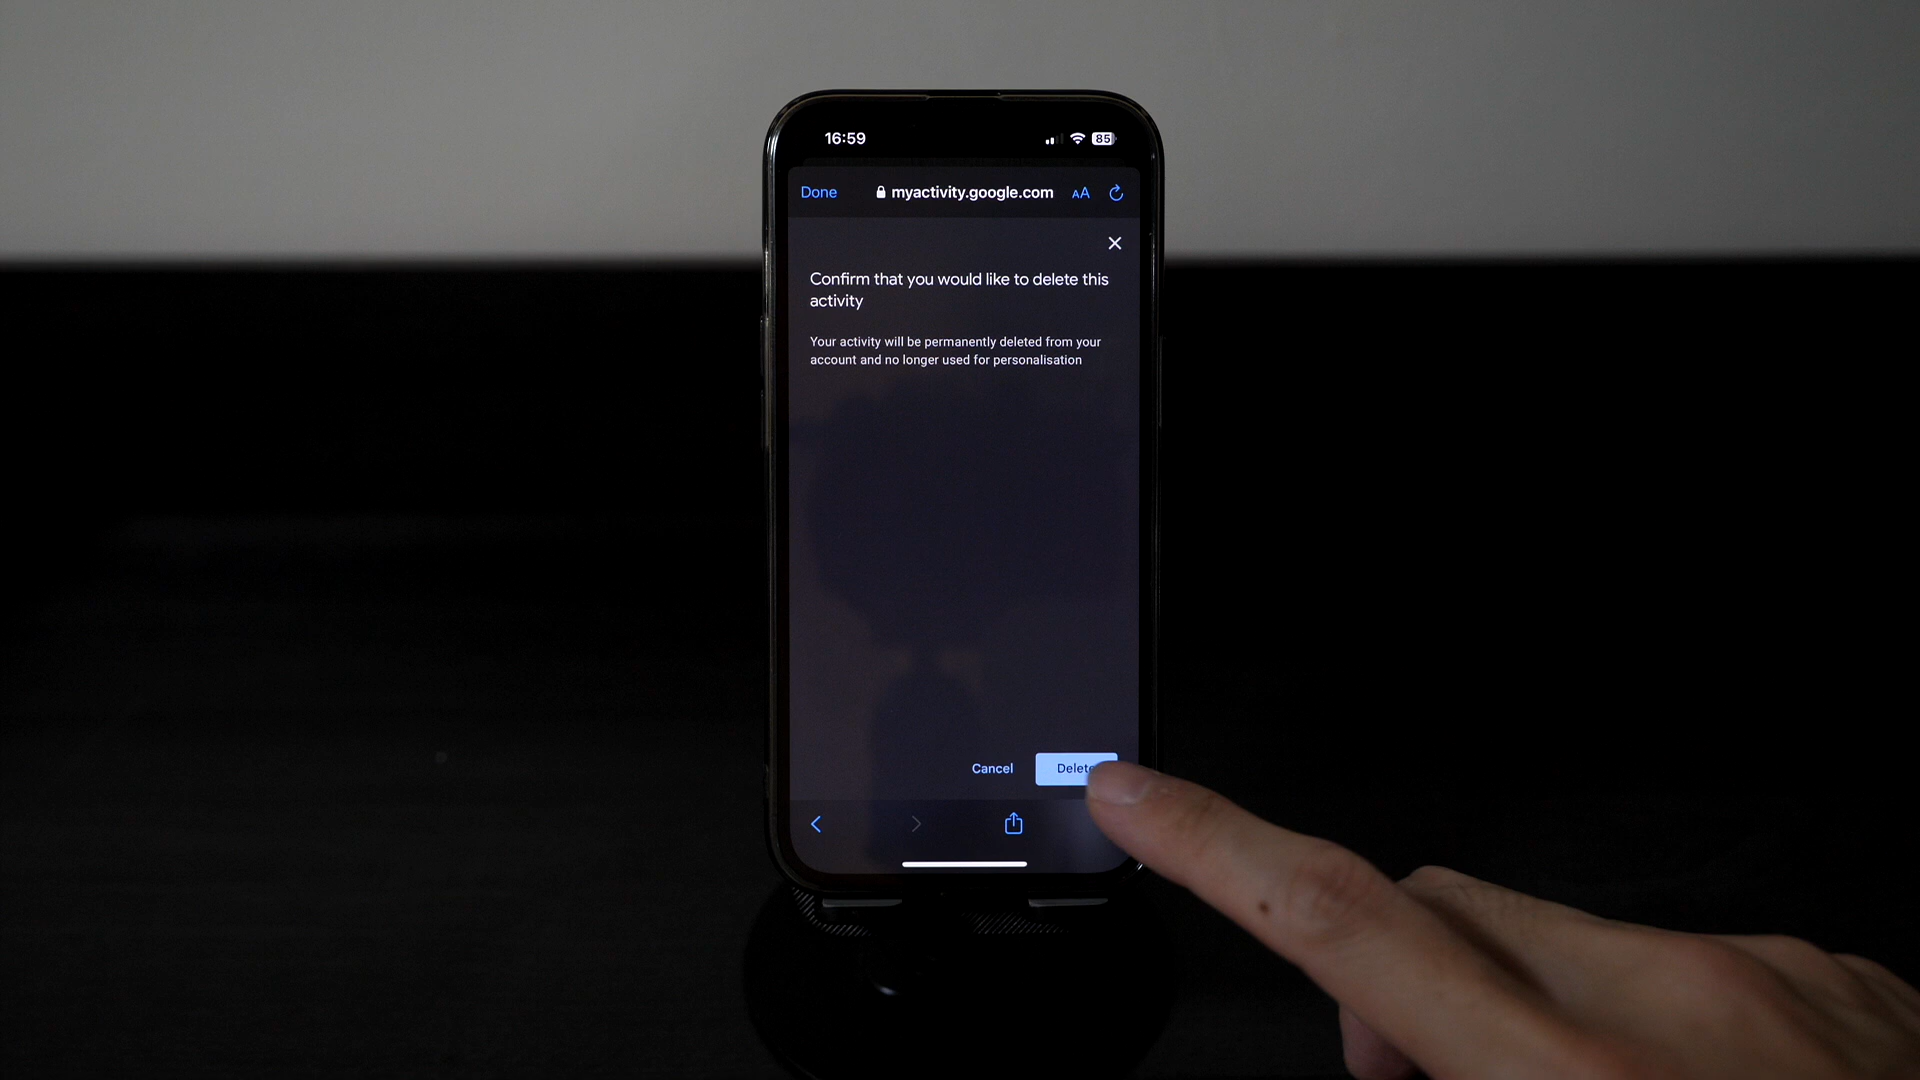 16:59
85
Done
myactivity.google.com
AA
Confirm that you would like to delete this
activity
Your activity will be permanently deleted from your
account and no longer used for personalisation
Cancel
Delete